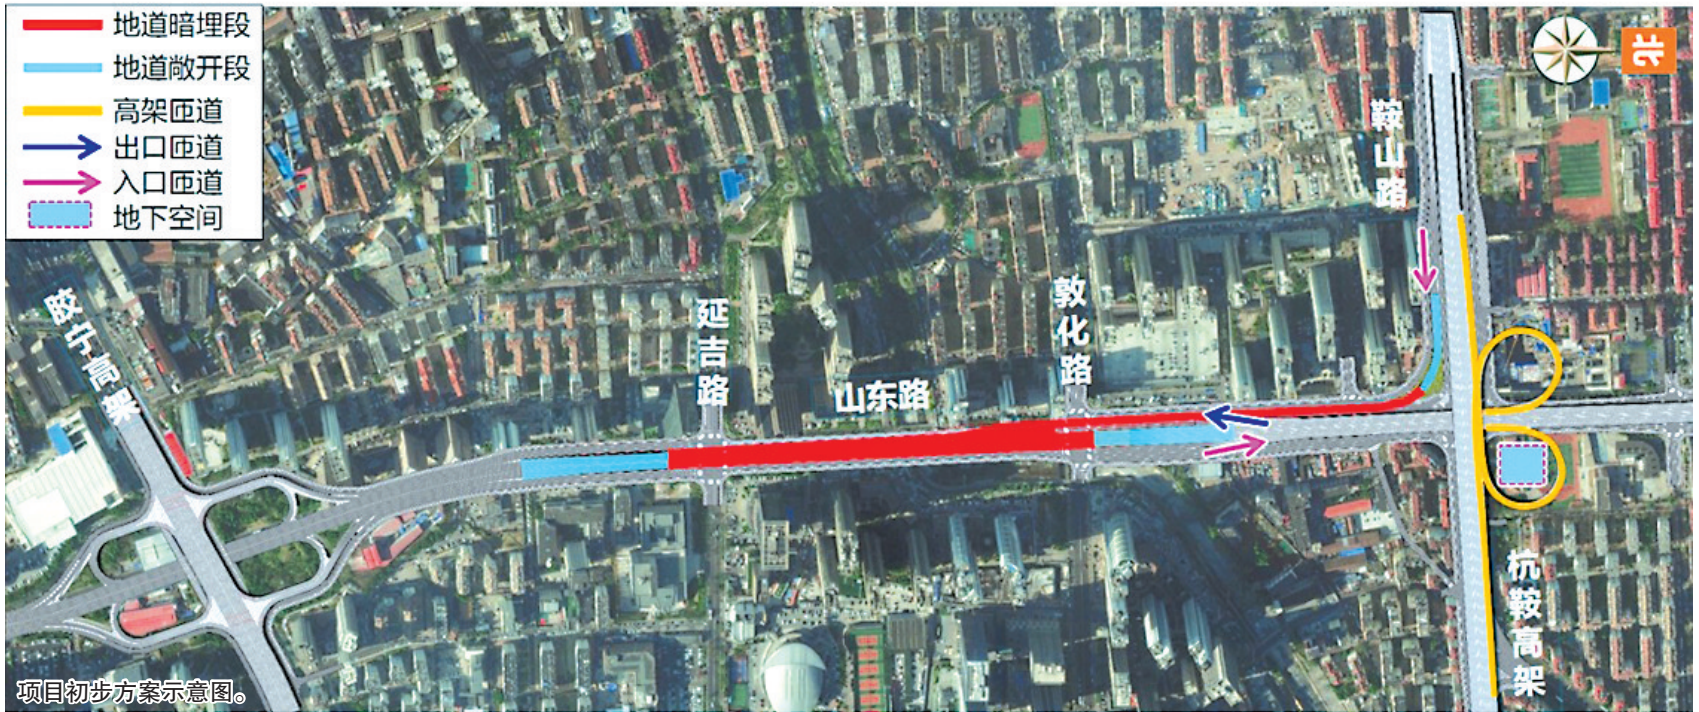 地道暗埋段
地道敞开段
高架匝道
出口匝道
入口匝道
地下空间
北
鞍山路
胶宁高架
延吉路
敦化路
山东路
杭鞍高架
项目初步方案示意图。